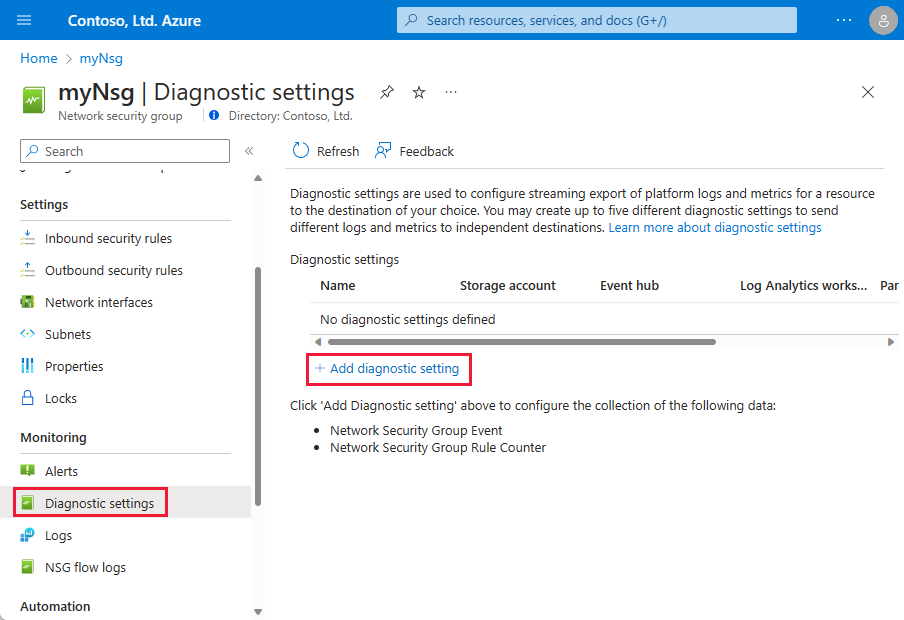 Contoso, Ltd. Azure
Search resources, services, and docs (G+/)
Home > myNsg
myNsg | Diagnostic settings
Network security group
Directory: Contoso, Ltd.
Search
Refresh
Feedback
Settings
Inbound security rules
Outbound security rules
Network interfaces
Subnets
Properties
Locks
Monitoring
Alerts
Diagnostic settings
Logs
NSG flow logs
Automation
Diagnostic settings are used to configure streaming export of platform logs and metrics for a resource
to the destination of your choice. You may create up to five different diagnostic settings to send
different logs and metrics to independent destinations. Learn more about diagnostic settings
Diagnostic settings
Name Storage account Event hub Log Analytics works... Par
No diagnostic settings defined
+ Add diagnostic setting
Click 'Add Diagnostic setting' above to configure the collection of the following data:
• Network Security Group Event
• Network Security Group Rule Counter